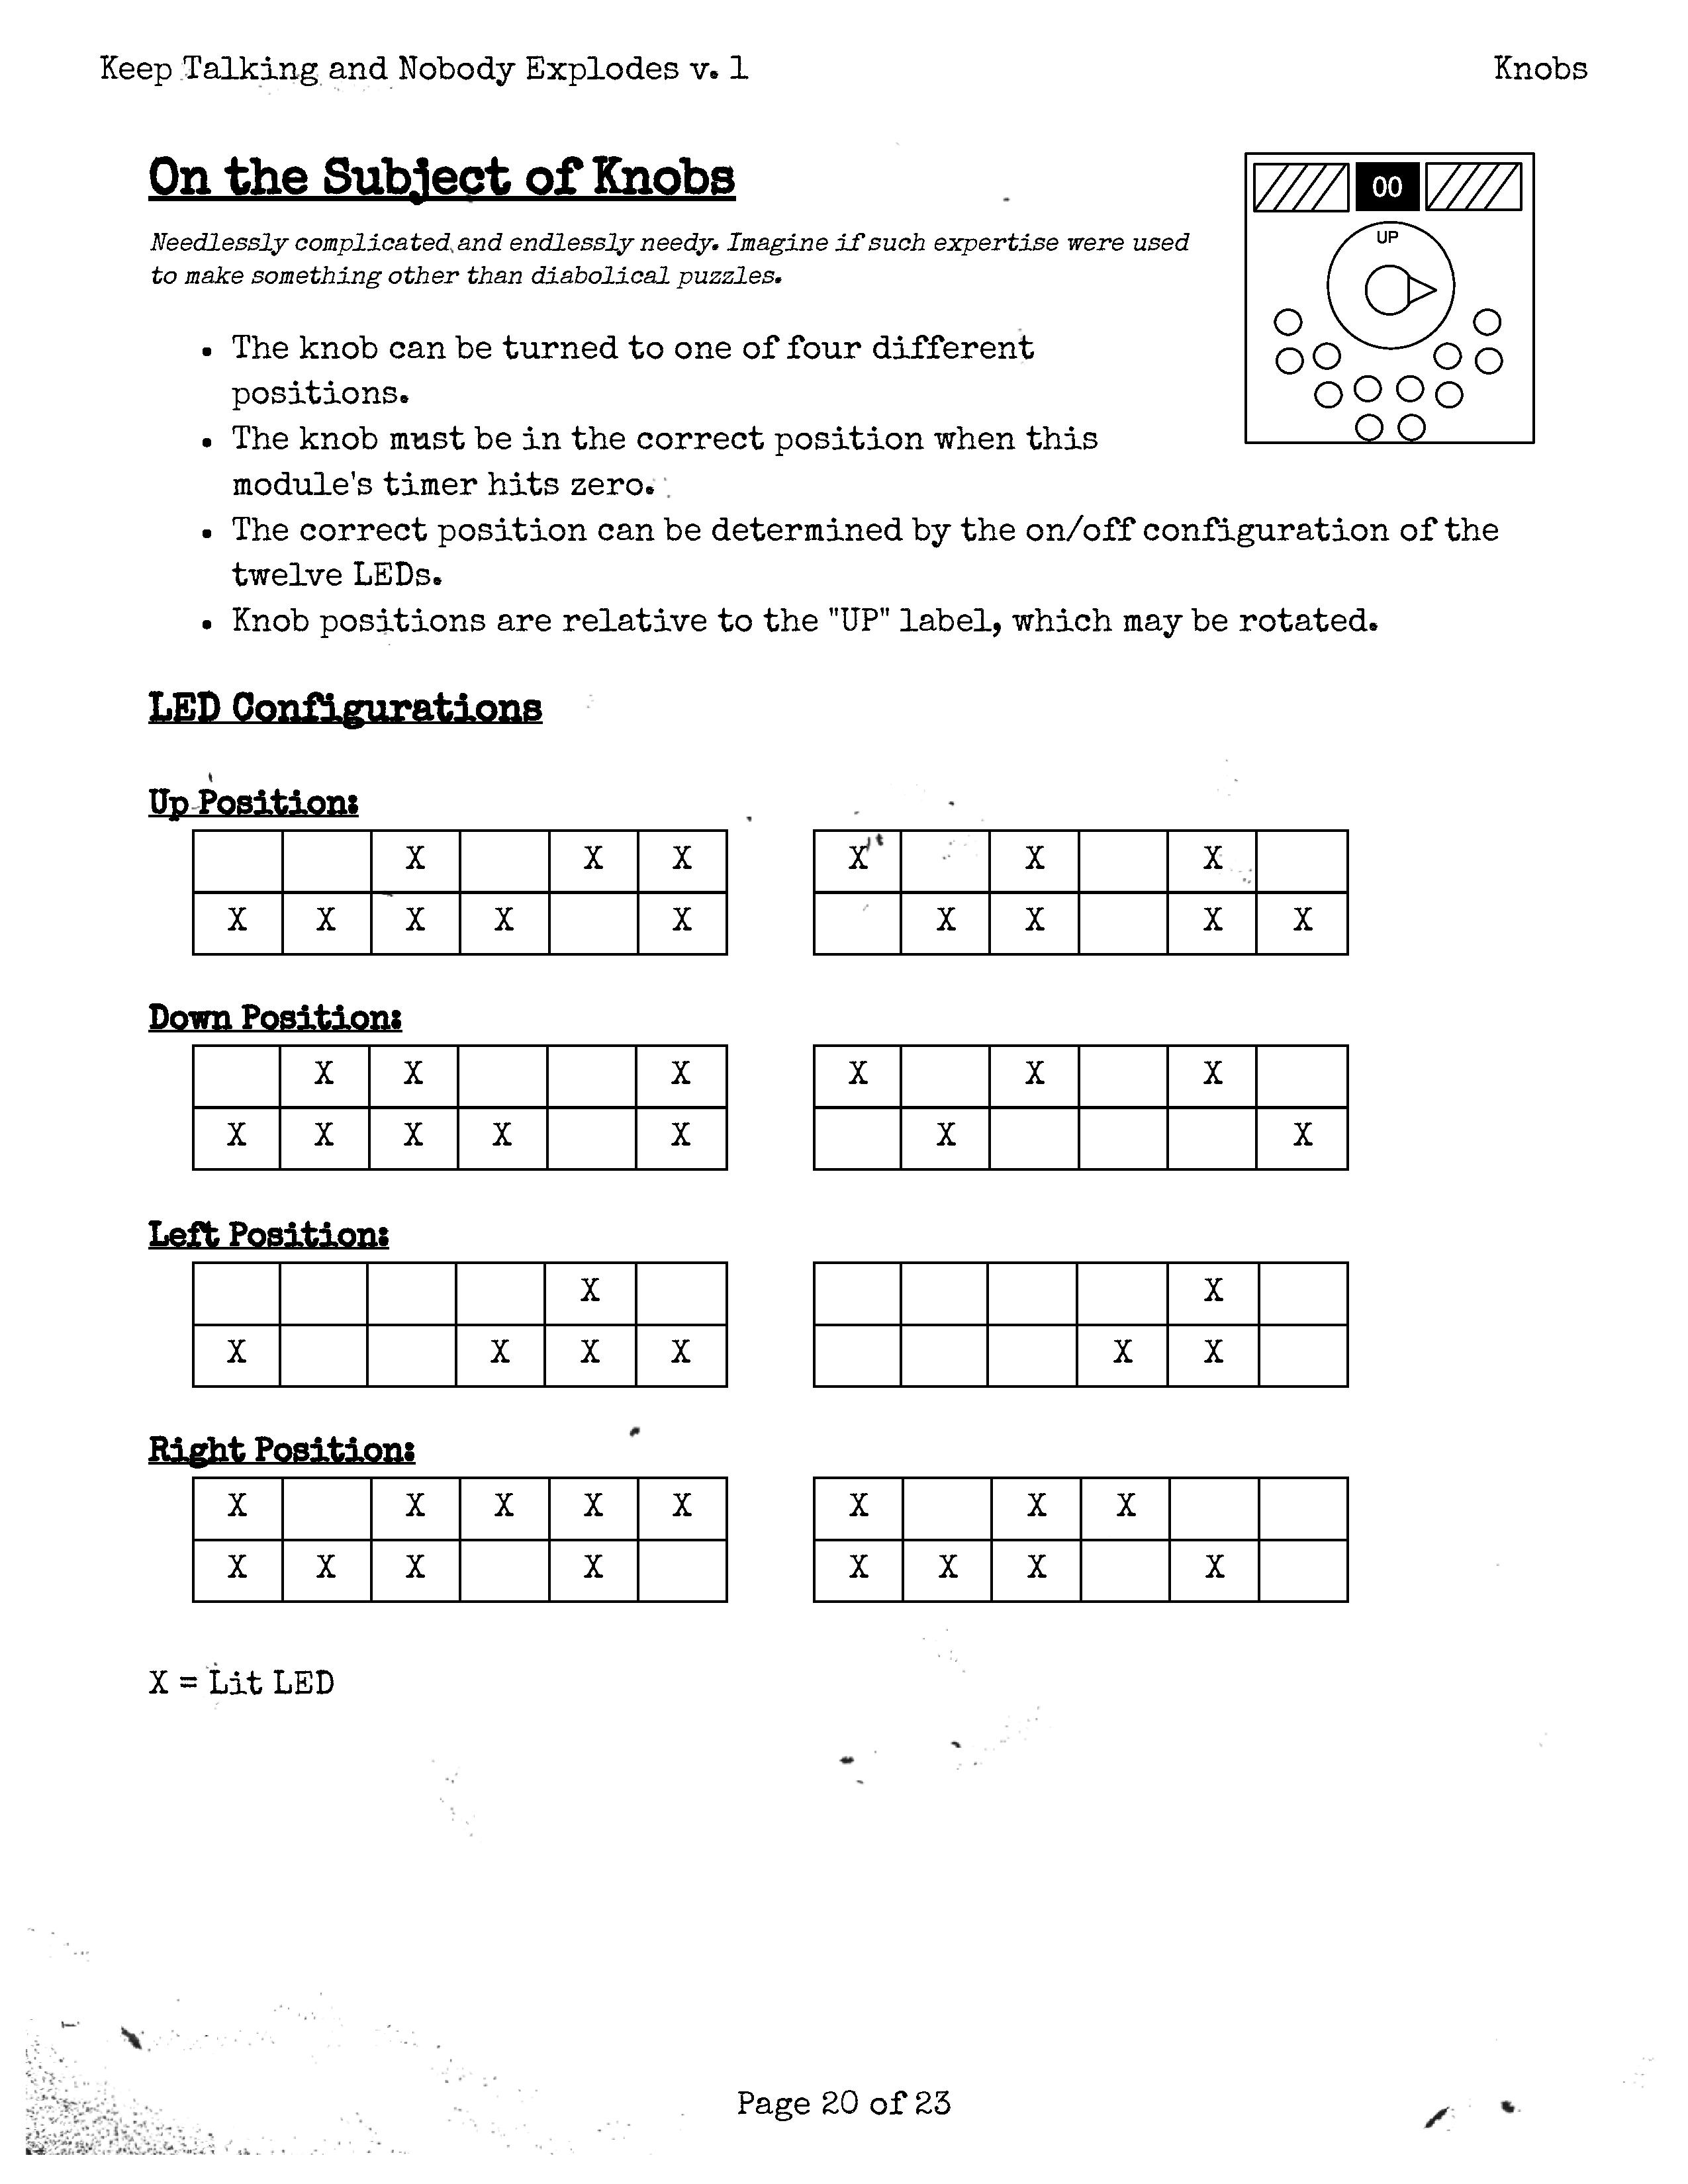 Keep Talking and Nobody Explodes v. 1
Knobs
On the Subject of Knobs
Needlessly complicated and endlessly needy. Imagine if such expertise were used
to make something other than diabolical puzzles.
00
UP
• The knob can be turned to one of four different
positions.
• The knob must be in the correct position when this
module's timer hits zero.
• The correct position can be determined by the on/off configuration of the
twelve LEDs.
• Knob positions are relative to the "UP" label, which may be rotated.
LED Configurations
Up Position:
X X X
X X X X X
X X X
X X X X
Down Position:
X X X
X X X X X
X X X
X X
Left Position:
X
X X X X
X
X X
Right Position:
X X X X X
X X X X
X X X
X X X X
X = Lit LED
Page 20 of 23